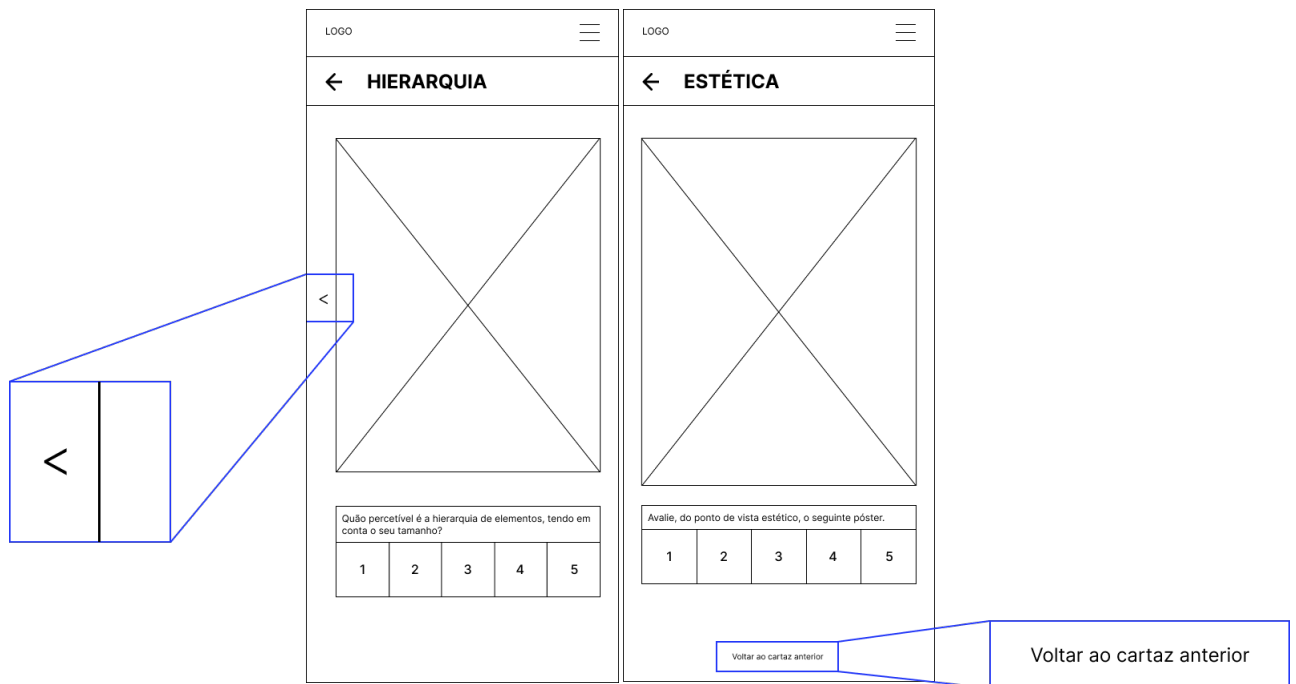 LOGO
HIERARQUIA
<
<
Quão percetível é a hierarquia de elementos, tendo em
conta o seu tamanho?
1 2 3 4 5
LOGO
ESTÉTICA
Avalie, do ponto de vista estético, o seguinte póster.
1 2 3 4 5
Voltar ao cartaz anterior
Voltar ao cartaz anterior